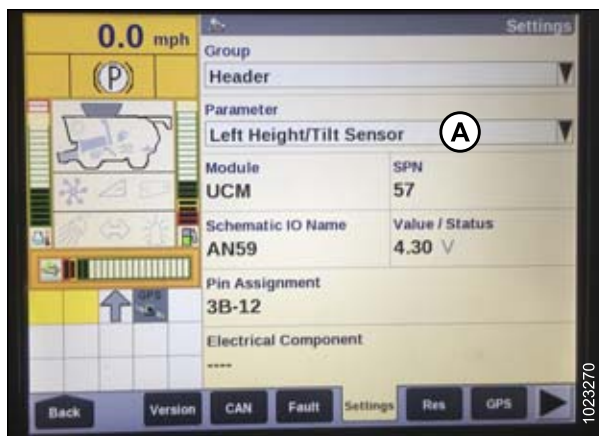 0.0 mph
(P)
GPS
Settings
Group
Header
Parameter
Left Height/Tilt Sensor
A
Module
UCM
SPN
57
Schematic IO Name
AN59
Value / Status
4.30 V
Pin Assignment
3B-12
Electrical Component
----
Back
Version
CAN
Fault
Settings
Res
GPS
1023270